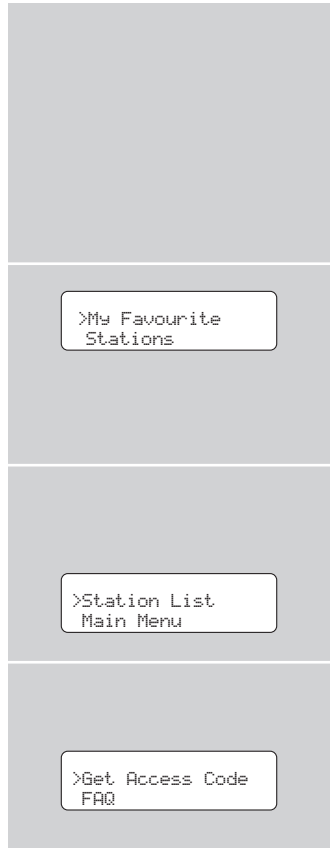 >My Favourite
Stations
>Station List
Main Menu
>Get Access Code
FAQ